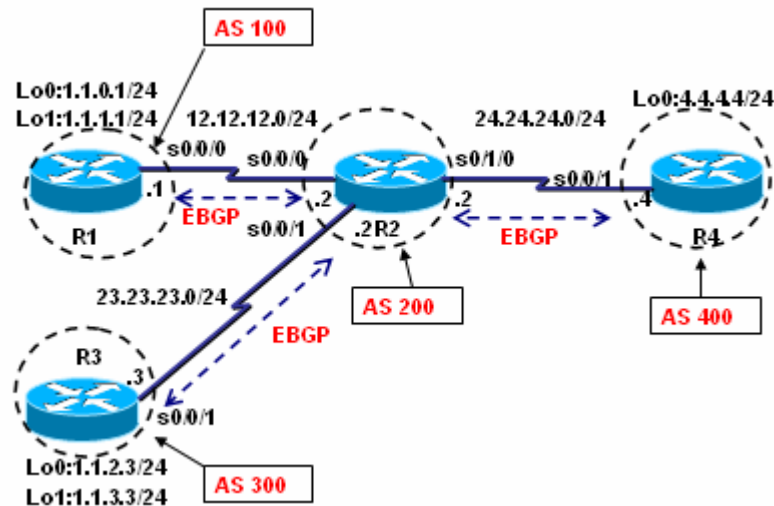 AS 100
Lo0:1.1.0.1/24
Lo1:1.1.1.1/24
12.12.12.0/24
24.24.24.0/24
Lo0:4.4.4.4/24
s0/0/0
s0/0/0
s0/1/0
s0/0/1
.1
.2
.2
.4
EBGP
EBGP
R1
s0/0/1
.2R2
R4
23.23.23.0/24
AS 200
AS 400
EBGP
R3
.3
s0/0/1
Lo0:1.1.2.3/24
Lo1:1.1.3.3/24
AS 300